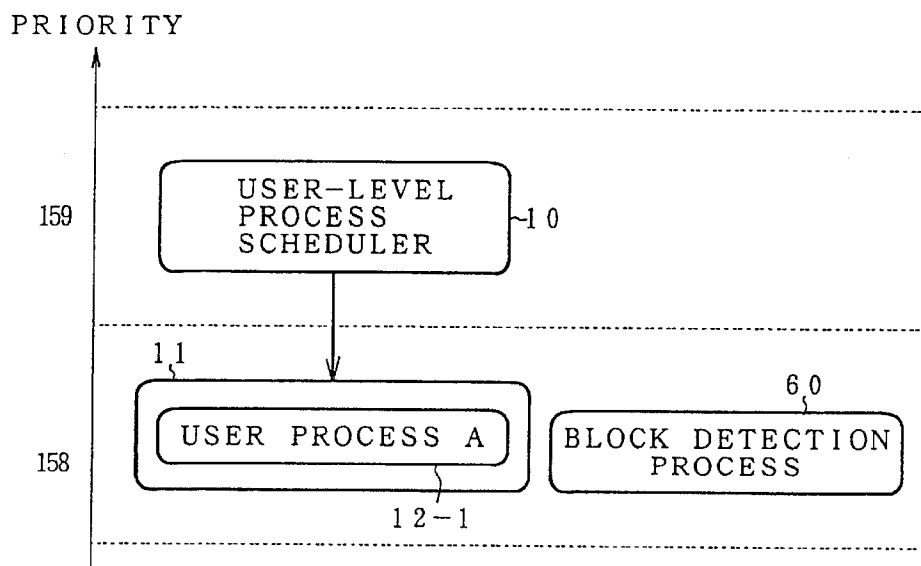 PRIORITY
159
USER-LEVEL
PROCESS
SCHEDULER
10
11
60
158
USER PROCESS A
BLOCK DETECTION
PROCESS
12-1